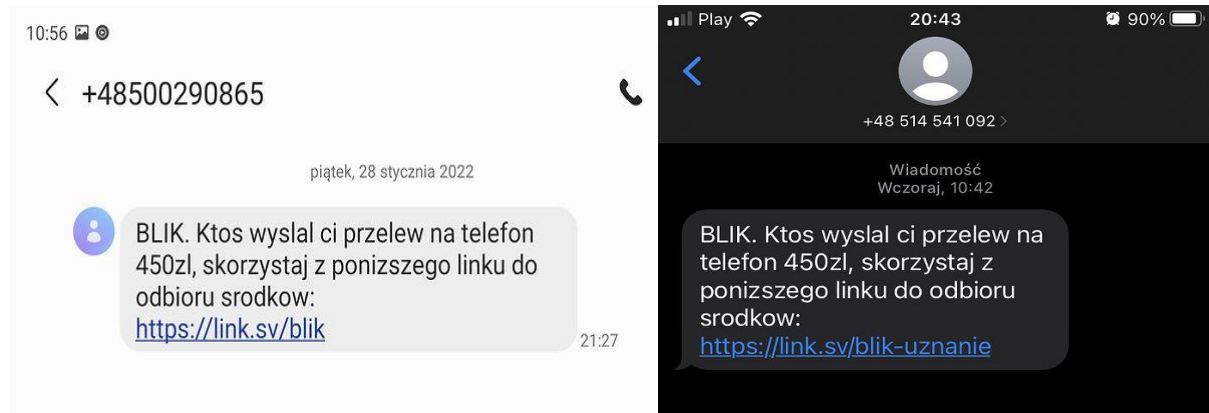 10:56
+48500290865
piątek, 28 stycznia 2022
BLIK. Ktos wyslal ci przelew na telefon
450zl, skorzystaj z ponizszego linku do
odbioru srodkow:
https://link.sv/blik
21:27
Play
20:43
90%
+48 514 541 092
Wiadomość
Wczoraj, 10:42
BLIK. Ktos wyslal ci przelew na
telefon 450zl, skorzystaj z
ponizszego linku do odbioru
srodkow:
https://link.sv/blik-uznanie